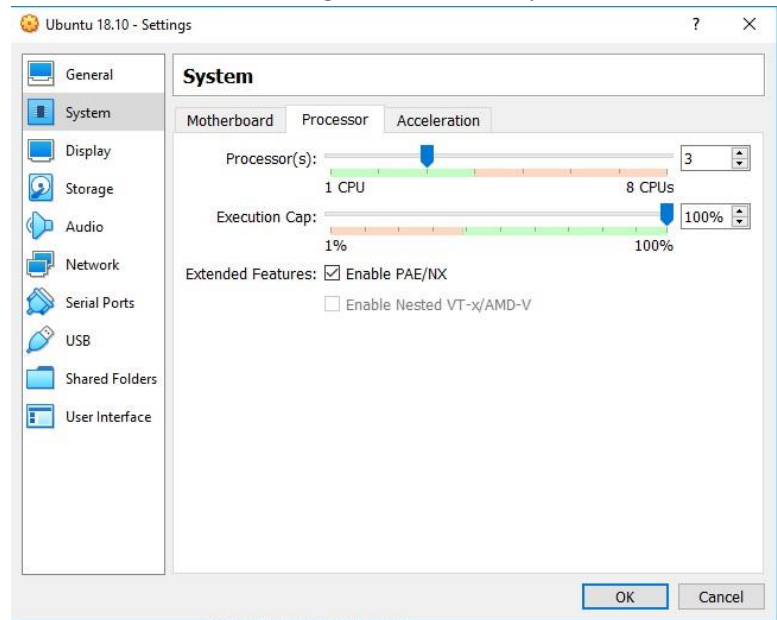 Ubuntu 18.10 - Settings ?
General
System
Display
Storage
Audio
Network
Serial Ports
USB
Shared Folders
User Interface
System
Motherboard Processor Acceleration
Processor(s): 3
1 CPU 8 CPUs
Execution Cap: 100%
1% 100%
Extended Features: Enable PAE/NX
Enable Nested VT-x/AMD-V
OK Cancel